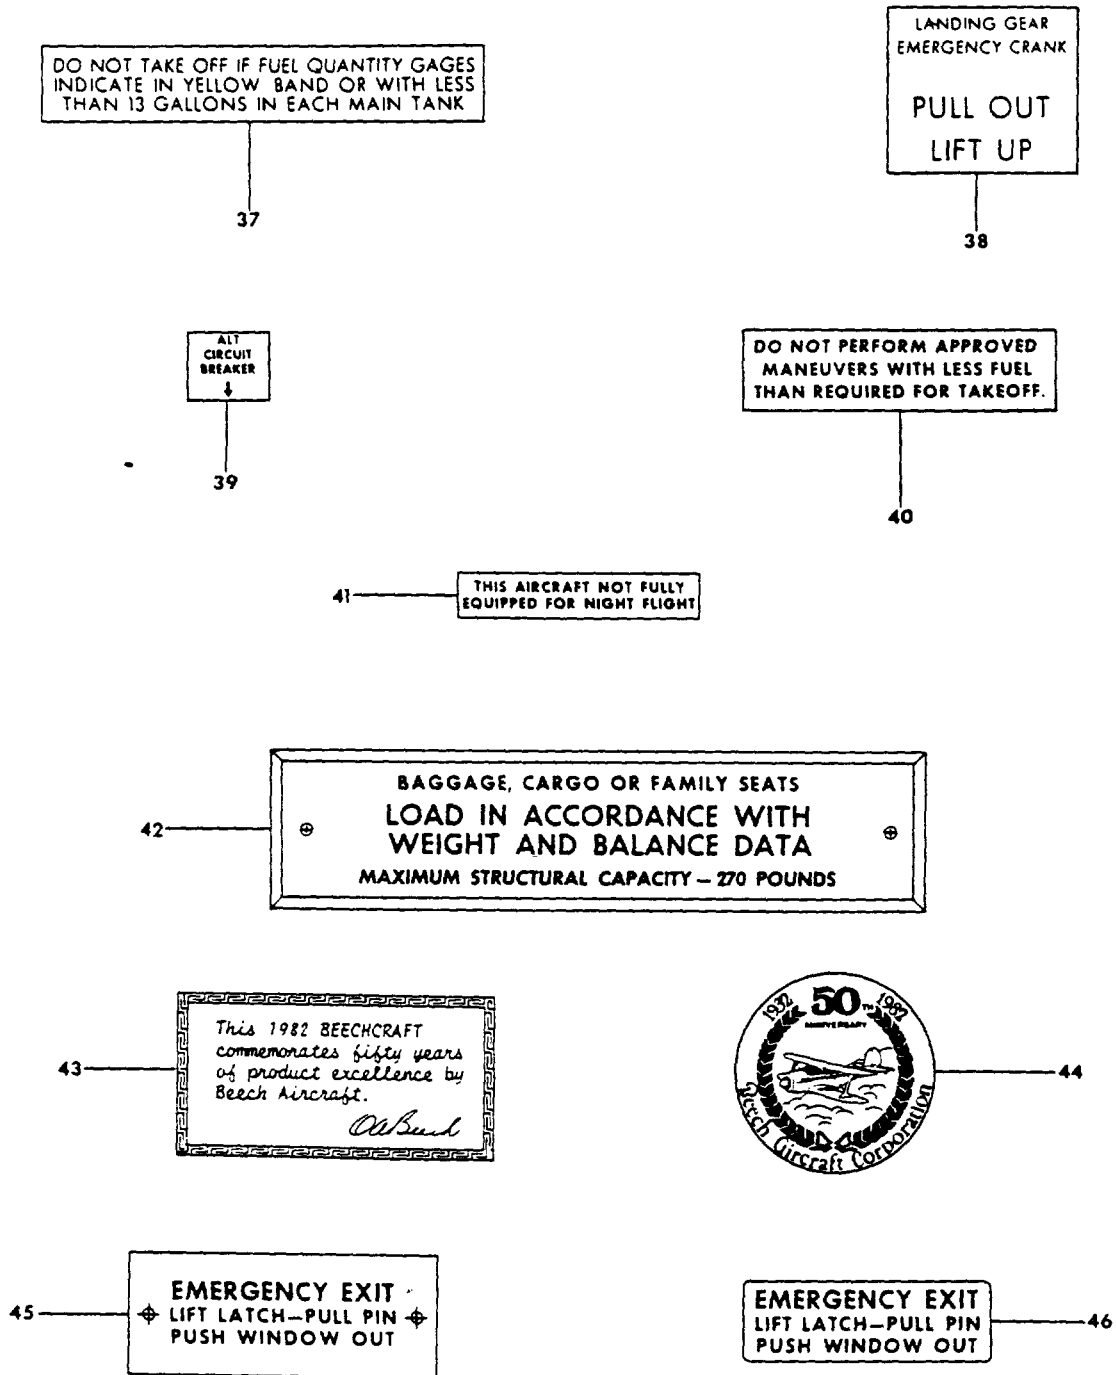 DO NOT TAKE OFF IF FUEL QUANTITY GAGES
INDICATE IN YELLOW BAND OR WITH LESS
THAN 13 GALLONS IN EACH MAIN TANK
37
LANDING GEAR
EMERGENCY CRANK
PULL OUT
LIFT UP
38
ALT
CIRCUIT
BREAKER
39
DO NOT PERFORM APPROVED
MANEUVERS WITH LESS FUEL
THAN REQUIRED FOR TAKEOFF.
40
41
THIS AIRCRAFT NOT FULLY
EQUIPPED FOR NIGHT FLIGHT
42
BAGGAGE, CARGO OR FAMILY SEATS
LOAD IN ACCORDANCE WITH
WEIGHT AND BALANCE DATA
MAXIMUM STRUCTURAL CAPACITY – 270 POUNDS
43
This 1982 BEECHCRAFT
commemorates fifty years
of product excellence by
Beech Aircraft.
OABeech
1932 50TH 1982
ANNIVERSARY
Beech Aircraft Corporation
44
45
EMERGENCY EXIT
LIFT LATCH–PULL PIN
PUSH WINDOW OUT
EMERGENCY EXIT
LIFT LATCH–PULL PIN
PUSH WINDOW OUT
46